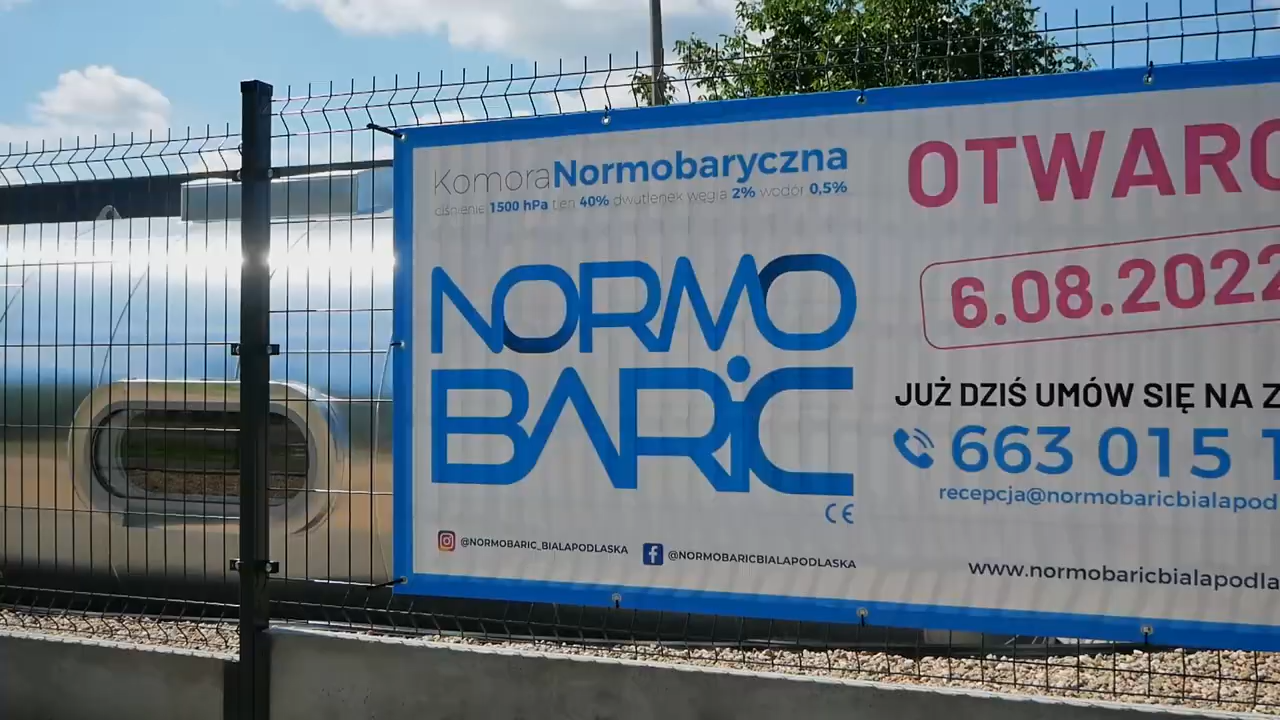 KomoraNormobaryczna
ciśnienie 1500 hPa tlen 40% dwutlenek węgla 2% wodór 0,5%
NORMO
BARIC
CE
@NORMOBARIC_BIALAPODLASKA
@NORMOBARICBIALAPODLASKA
OTWARC
6.08.2022
JUŻ DZIŚ UMÓW SIĘ NA Z
663 015 1
recepcja@normobaricbialapod
www.normobaricbialapodla